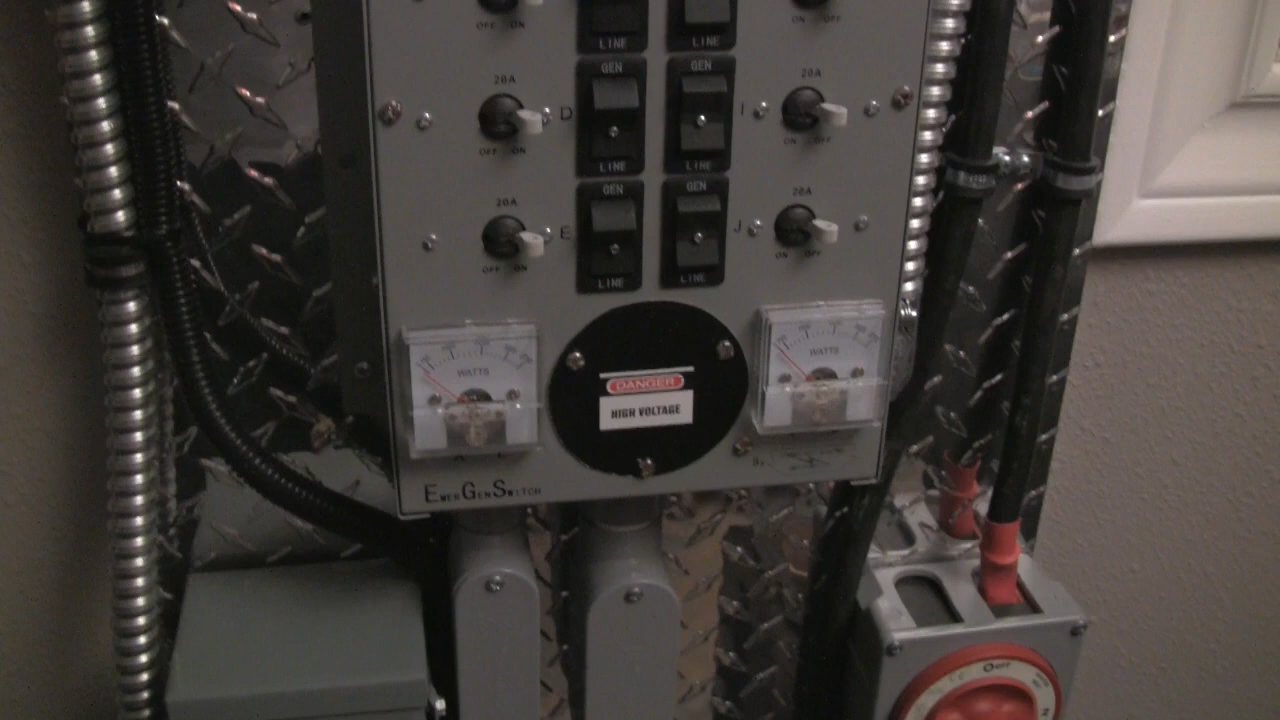 OFF ON
LINE
LINE
ON OFF
20A
GEN
GEN
20A
D
I
OFF ON
LINE
LINE
ON OFF
20A
GEN
GEN
20A
E
J
OFF ON
LINE
LINE
ON OFF
WATTS
DANGER
HIGH VOLTAGE
WATTS
EMERGENSWITCH
OFF
2